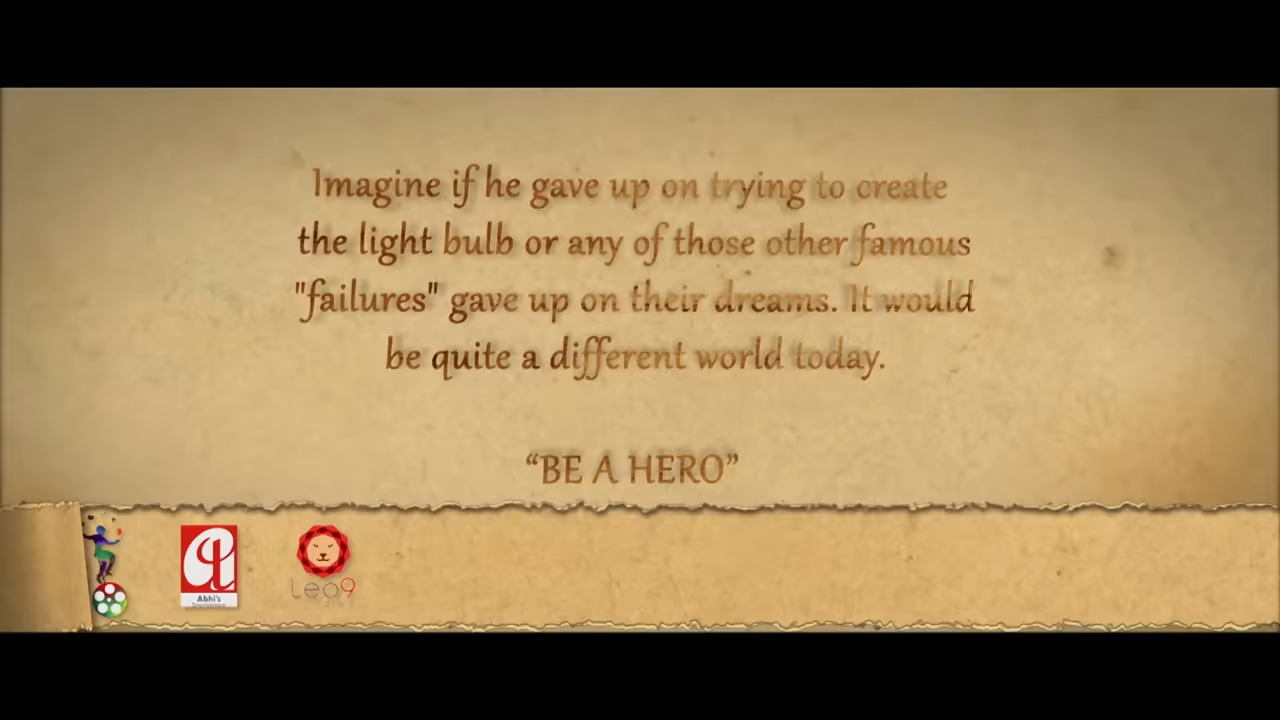 Imagine if he gave up on trying to create
the light bulb or any of those other famous
"failures" gave up on their dreams. It would
be quite a different world today.
“BE A HERO”
Abhi's
Leo9